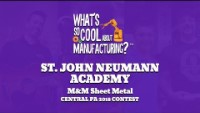 WHAT'S
SO COOL ABOUT
MANUFACTURING?
ST. JOHN NEUMANN
ACADEMY
M&M Sheet Metal
CENTRAL PA 2018 CONTEST